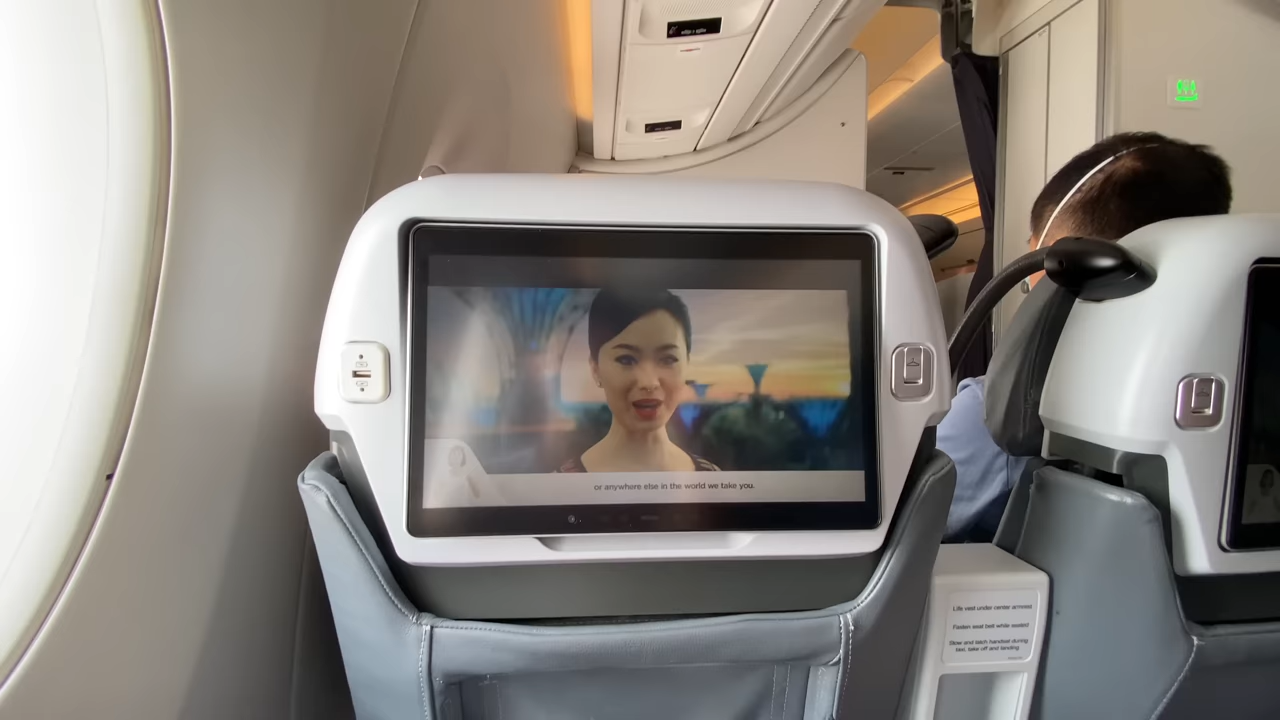 or anywhere else in the world we take you.
Life vest under center armrest
Fasten seat belt while seated
Stow and latch handset during
taxi, take off and landing